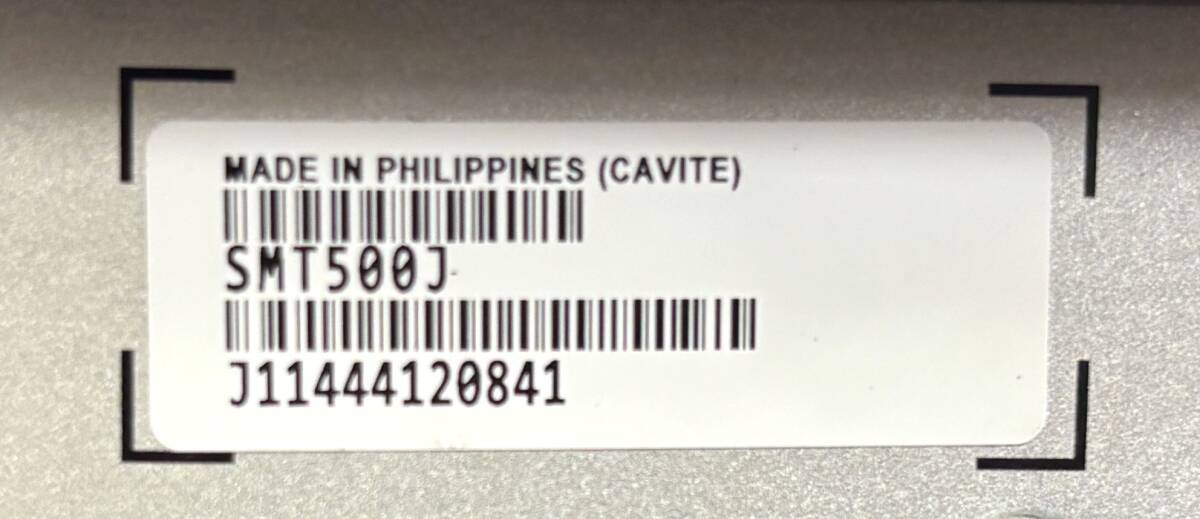 MADE IN PHILIPPINES (CAVITE)
SMT500J
J11444120841